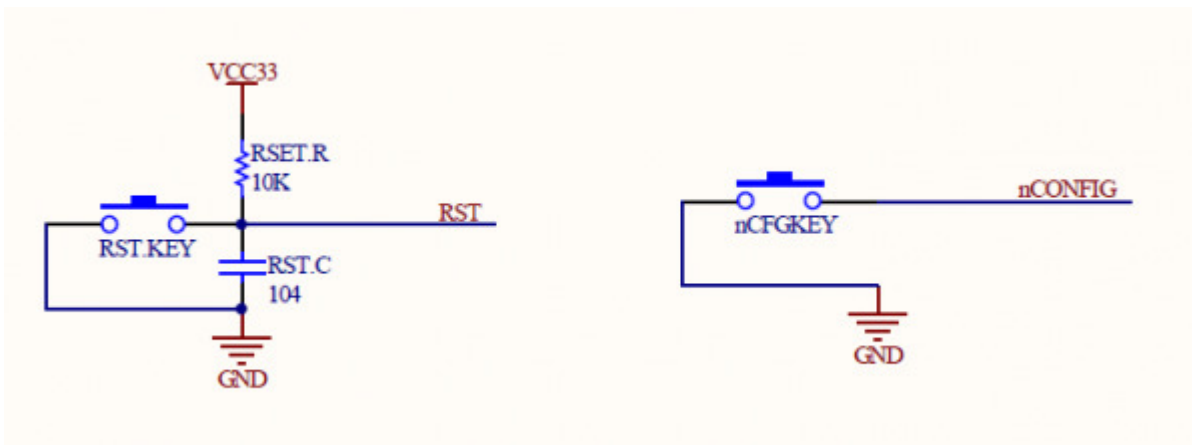 VCC33
RSET.R
10K
RST
RST.KEY
RST.C
104
GND
nCONFIG
nCFGKEY
GND